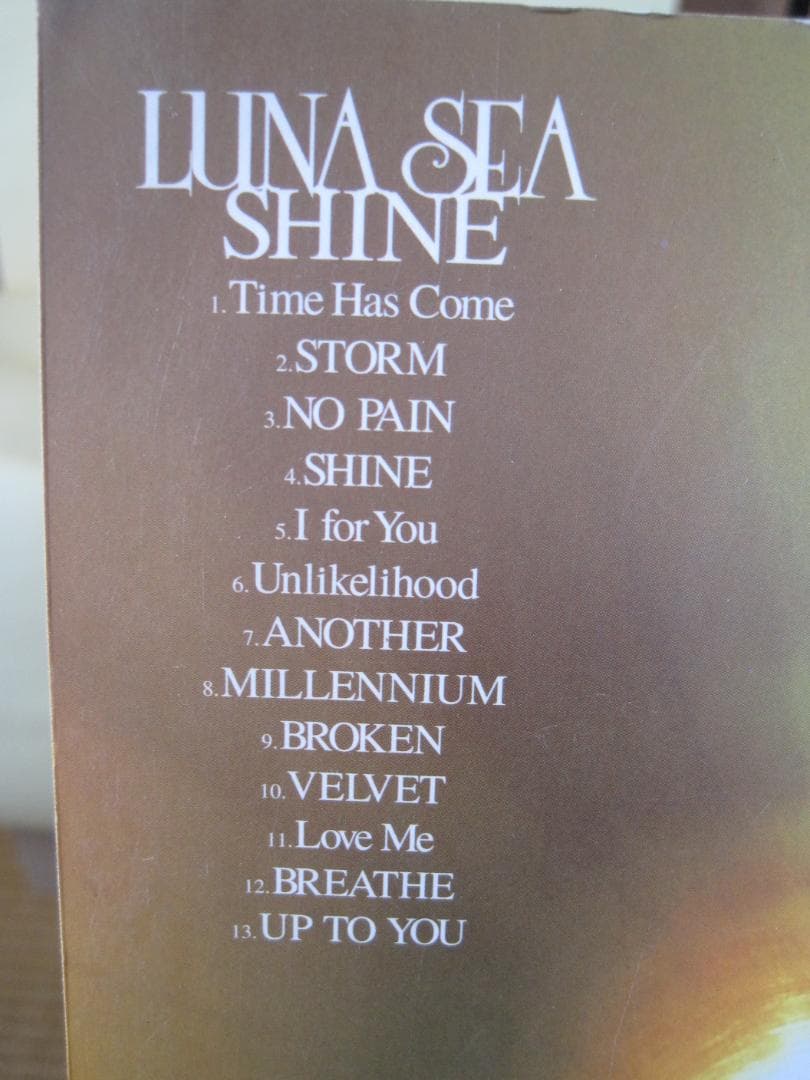 LUNA SEA
SHINE
1.Time Has Come
2.STORM
3.NO PAIN
4.SHINE
5.I for You
6.Unlikelihood
7.ANOTHER
8.MILLENNIUM
9.BROKEN
10.VELVET
11.Love Me
12.BREATHE
13.UP TO YOU